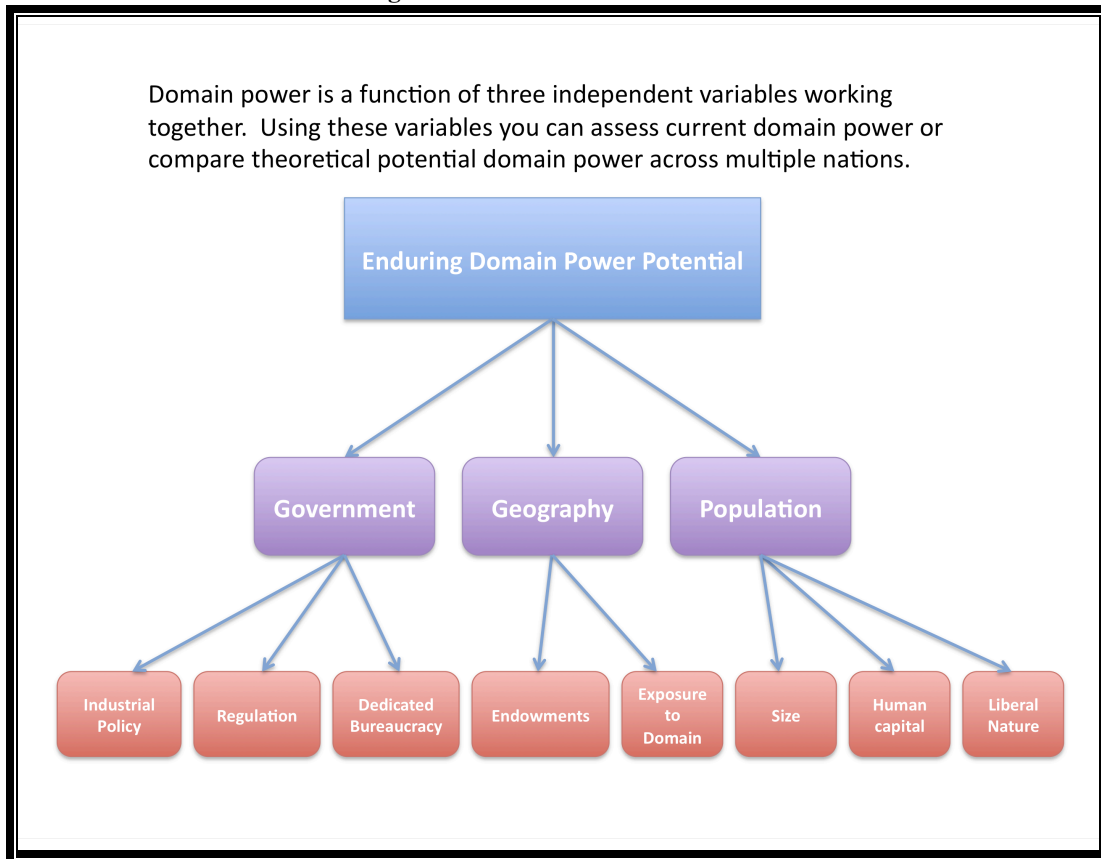 Domain power is a function of three independent variables working
together.  Using these variables you can assess current domain power or
compare theoretical potential domain power across multiple nations.
Enduring Domain Power Potential
Government
Geography
Population
Industrial
Policy
Regulation
Dedicated
Bureaucracy
Endowments
Exposure
to
Domain
Size
Human
capital
Liberal
Nature